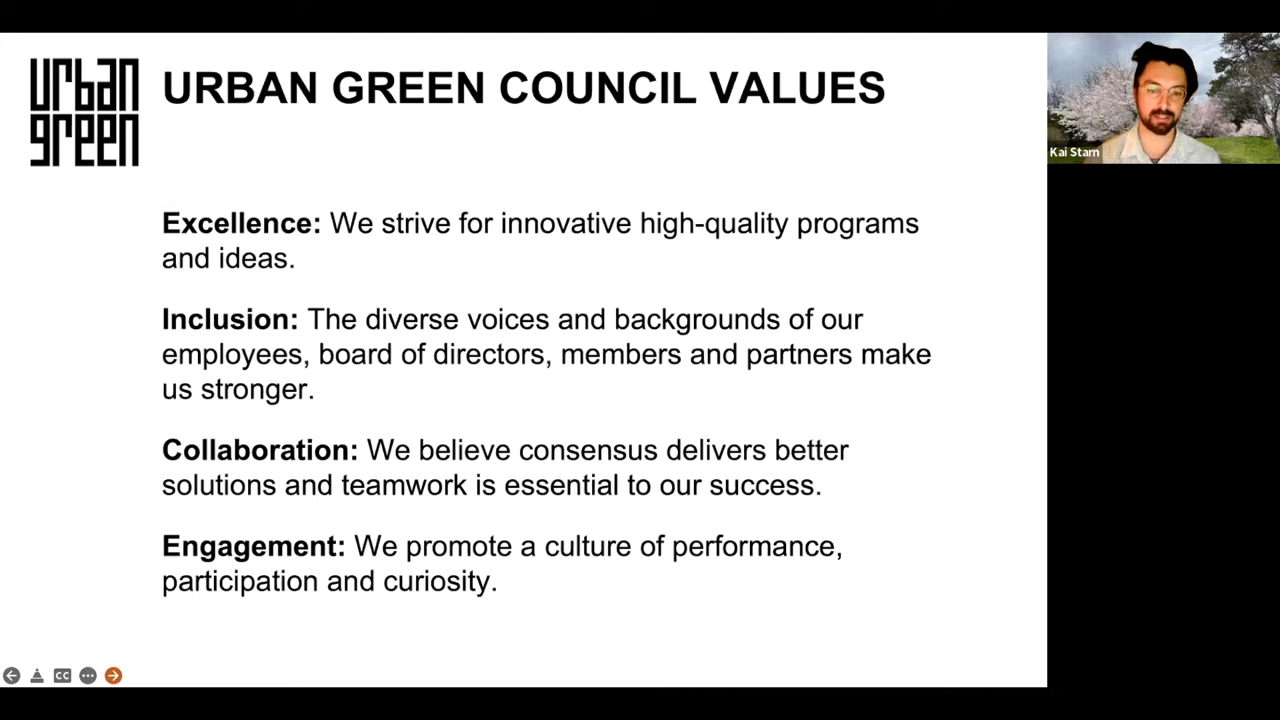 urban
green
URBAN GREEN COUNCIL VALUES
Kai Starn
Excellence: We strive for innovative high-quality programs
and ideas.
Inclusion: The diverse voices and backgrounds of our
employees, board of directors, members and partners make
us stronger.
Collaboration: We believe consensus delivers better
solutions and teamwork is essential to our success.
Engagement: We promote a culture of performance,
participation and curiosity.
CC